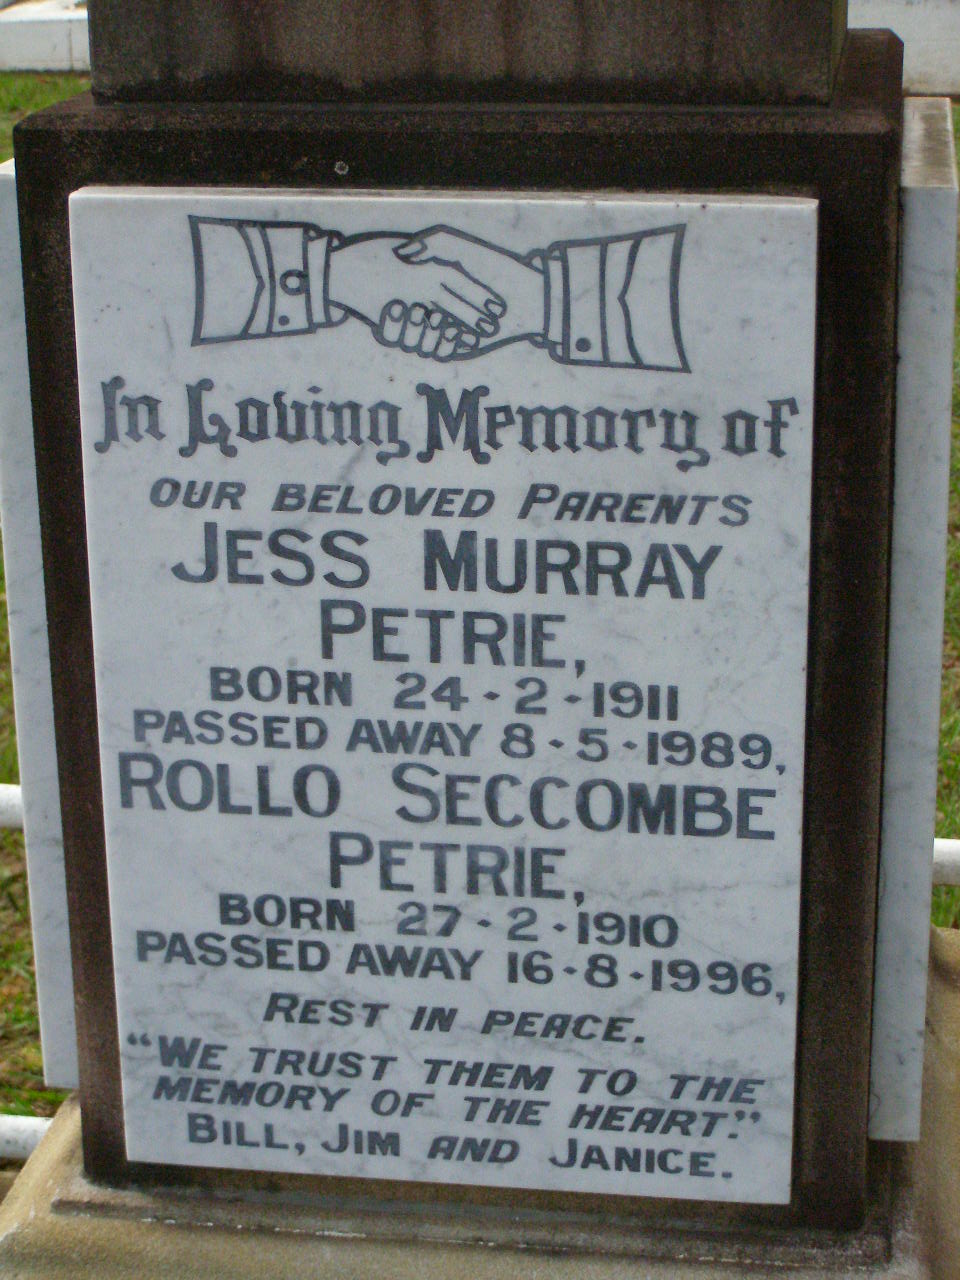 In Loving Memory of
OUR BELOVED PARENTS
JESS MURRAY
PETRIE,
BORN 24-2-1911
PASSED AWAY 8-5-1989,
ROLLO SECCOMBE
PETRIE,
BORN 27-2-1910
PASSED AWAY 16-8-1996,
REST IN PEACE.
"WE TRUST THEM TO THE
MEMORY OF THE HEART."
BILL, JIM AND JANICE.